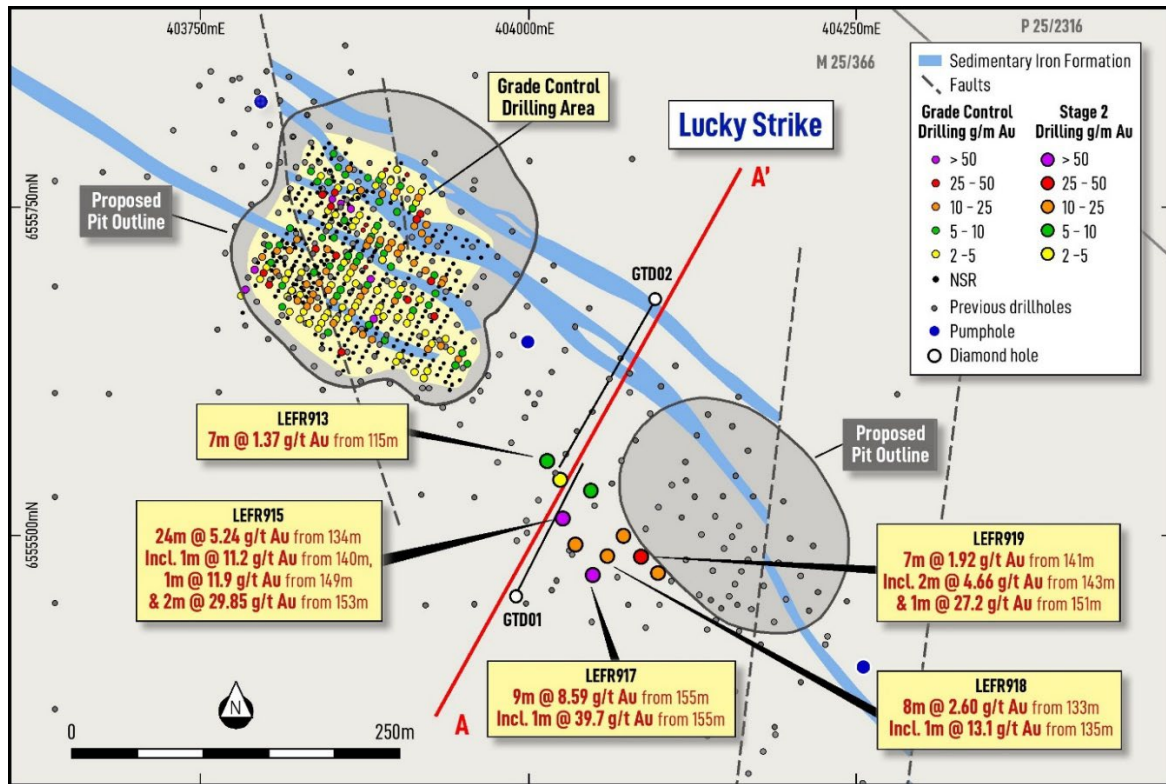 403750mE
404000mE
404250mE
P 25/2316
M 25/366
6555750mN
6555500mN
Sedimentary Iron Formation
Faults
Grade Control
Drilling g/m Au
> 50
25 - 50
10 - 25
5 - 10
2 -5
NSR
Stage 2
Drilling g/m Au
> 50
25 - 50
10 - 25
5 - 10
2 -5
Previous drillholes
Pumphole
Diamond hole
Grade Control
Drilling Area
Lucky Strike
A'
Proposed
Pit Outline
GTD02
LEFR913
7m @ 1.37 g/t Au from 115m
Proposed
Pit Outline
LEFR915
24m @ 5.24 g/t Au from 134m
Incl. 1m @ 11.2 g/t Au from 140m,
1m @ 11.9 g/t Au from 149m
& 2m @ 29.85 g/t Au from 153m
LEFR919
7m @ 1.92 g/t Au from 141m
Incl. 2m @ 4.66 g/t Au from 143m
& 1m @ 27.2 g/t Au from 151m
GTD01
LEFR917
9m @ 8.59 g/t Au from 155m
Incl. 1m @ 39.7 g/t Au from 155m
LEFR918
8m @ 2.60 g/t Au from 133m
Incl. 1m @ 13.1 g/t Au from 135m
A
N
0
250m